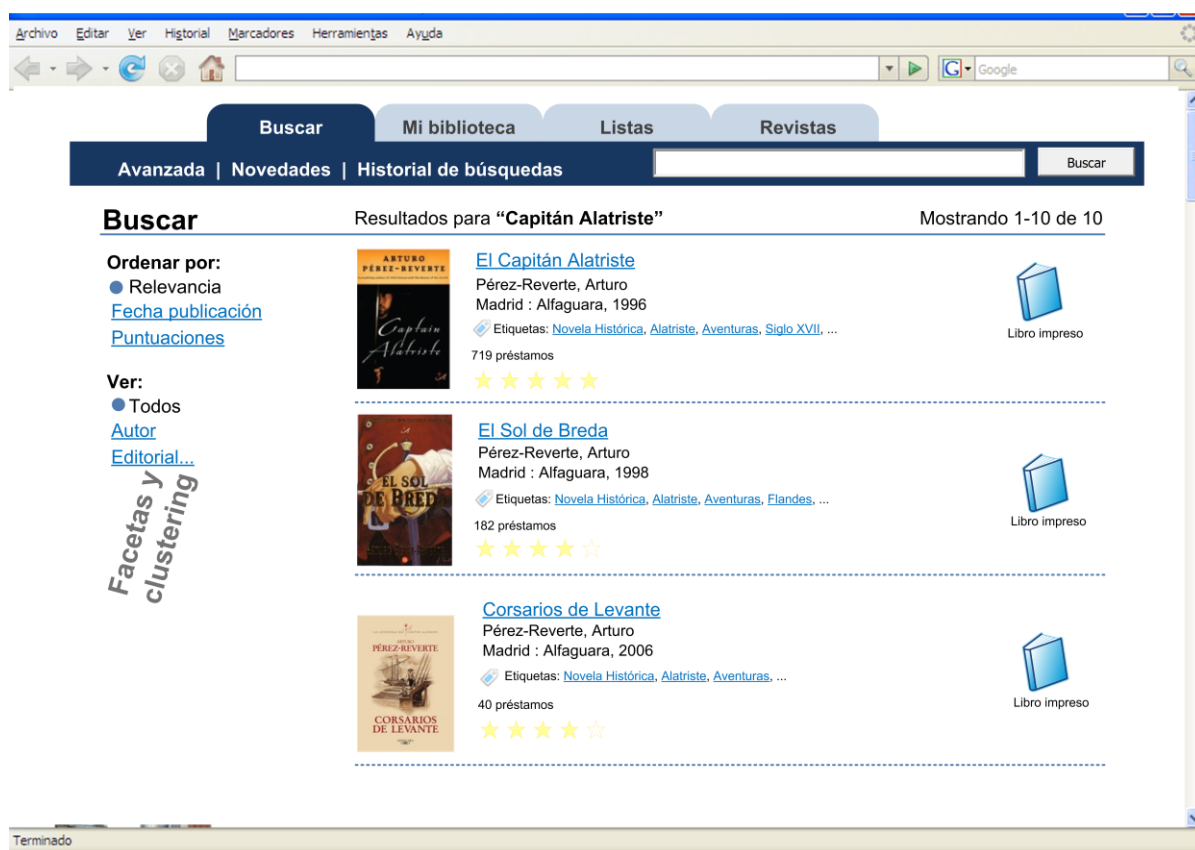 Archivo Editar Ver Historial Marcadores Herramientas Ayuda
G Google
Buscar Mi biblioteca Listas Revistas
Avanzada | Novedades | Historial de búsquedas Buscar
Buscar
Resultados para “Capitán Alatriste” Mostrando 1-10 de 10
Ordenar por:
Relevancia
Fecha publicación
Puntuaciones
Ver:
Todos
Autor
Editorial...
Facetas y
clustering
ARTURO
PÉREZ-REVERTE
Captain
Alatriste
El Capitán Alatriste
Pérez-Reverte, Arturo
Madrid : Alfaguara, 1996
Etiquetas: Novela Histórica, Alatriste, Aventuras, Siglo XVII, ...
719 préstamos
Libro impreso
EL SOL
DE BREDA
El Sol de Breda
Pérez-Reverte, Arturo
Madrid : Alfaguara, 1998
Etiquetas: Novela Histórica, Alatriste, Aventuras, Flandes, ...
182 préstamos
Libro impreso
ARTURO
PÉREZ-REVERTE
CORSARIOS
DE LEVANTE
Corsarios de Levante
Pérez-Reverte, Arturo
Madrid : Alfaguara, 2006
Etiquetas: Novela Histórica, Alatriste, Aventuras, ...
40 préstamos
Libro impreso
Terminado